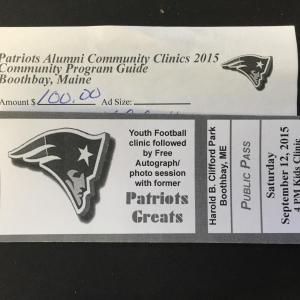 Patriots Alumni Community Clinics 2015
Community Program Guide
Boothbay, Maine
Amount $ 100.00 Ad Size:
Youth Football
clinic followed
by Free
Autograph/
photo session
with former
Patriots
Greats
Harold B. Clifford Park
Boothbay, ME
PUBLIC PASS
Saturday
September 12, 2015
4 PM Kids Clinic